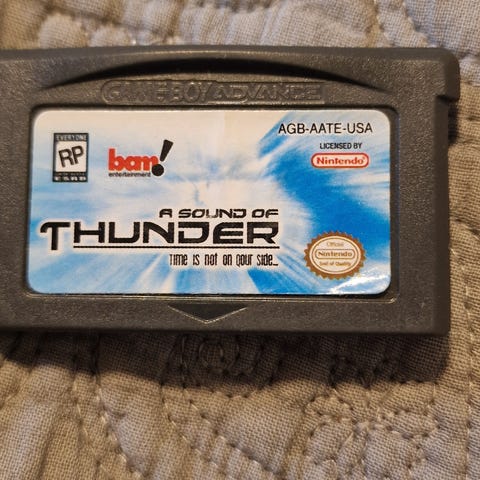 GAME BOY ADVANCE
AGB-AATE-USA
EVERYONE
RP
ESRB
bam!
entertainment
LICENSED BY
Nintendo
A SOUND OF
THUNDER
Time is not on your side...
Official
Nintendo
Seal of Quality